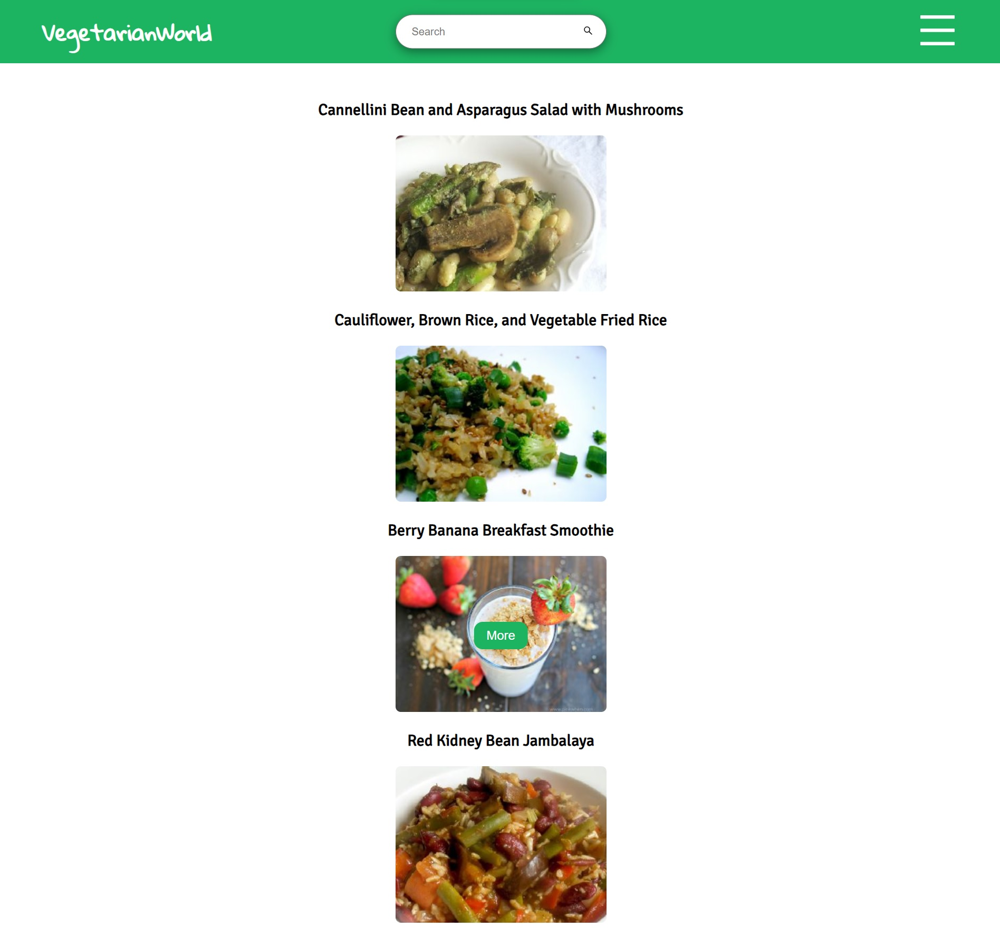 VegetarianWorld
Search
Cannellini Bean and Asparagus Salad with Mushrooms
Cauliflower, Brown Rice, and Vegetable Fried Rice
Berry Banana Breakfast Smoothie
More
Red Kidney Bean Jambalaya